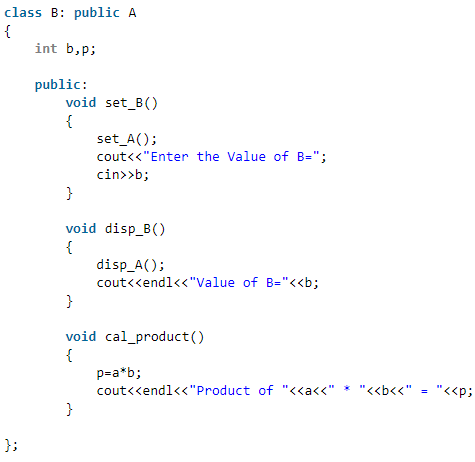 class B: public A
{
    int b,p;

    public:
        void set_B()
        {
            set_A();
            cout<<"Enter the Value of B=";
            cin>>b;
        }

        void disp_B()
        {
            disp_A();
            cout<<endl<<"Value of B="<<b;
        }

        void cal_product()
        {
            p=a*b;
            cout<<endl<<"Product of "<<a<<" * "<<b<<" = "<<p;
        }

};